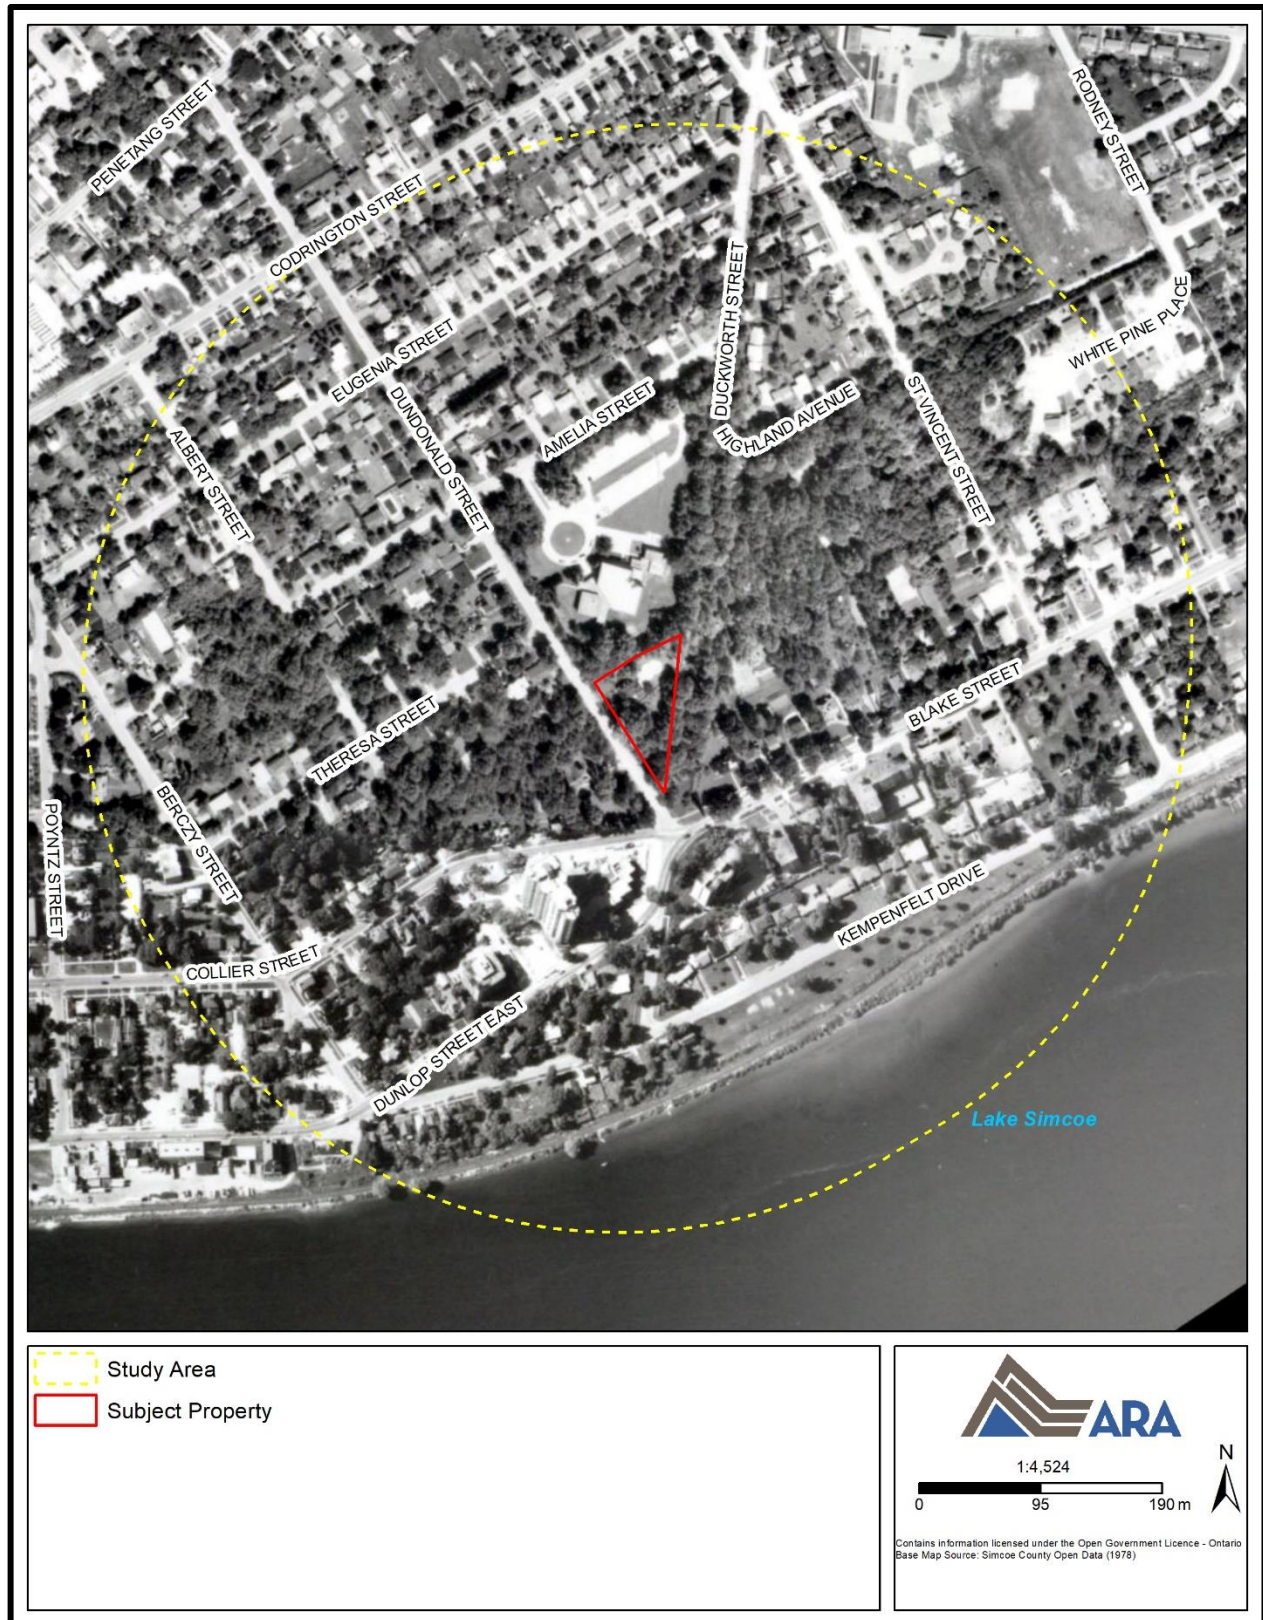 PENETANG STREET
RODNEY STREET
CODRINGTON STREET
DUCKWORTH STREET
WHITE PINE PLACE
EUGENIA STREET
DUNDONALD STREET
AMELIA STREET
HIGHLAND AVENUE
ST VINCENT STREET
ALBERT STREET
THERESA STREET
BLAKE STREET
BERCZY STREET
POYNTZ STREET
KEMPENFELT DRIVE
COLLIER STREET
DUNLOP STREET EAST
Lake Simcoe
Study Area
Subject Property
ARA
1:4,524
N
0 95 190 m
Contains information licensed under the Open Government Licence - Ontario
Base Map Source: Simcoe County Open Data (1978)